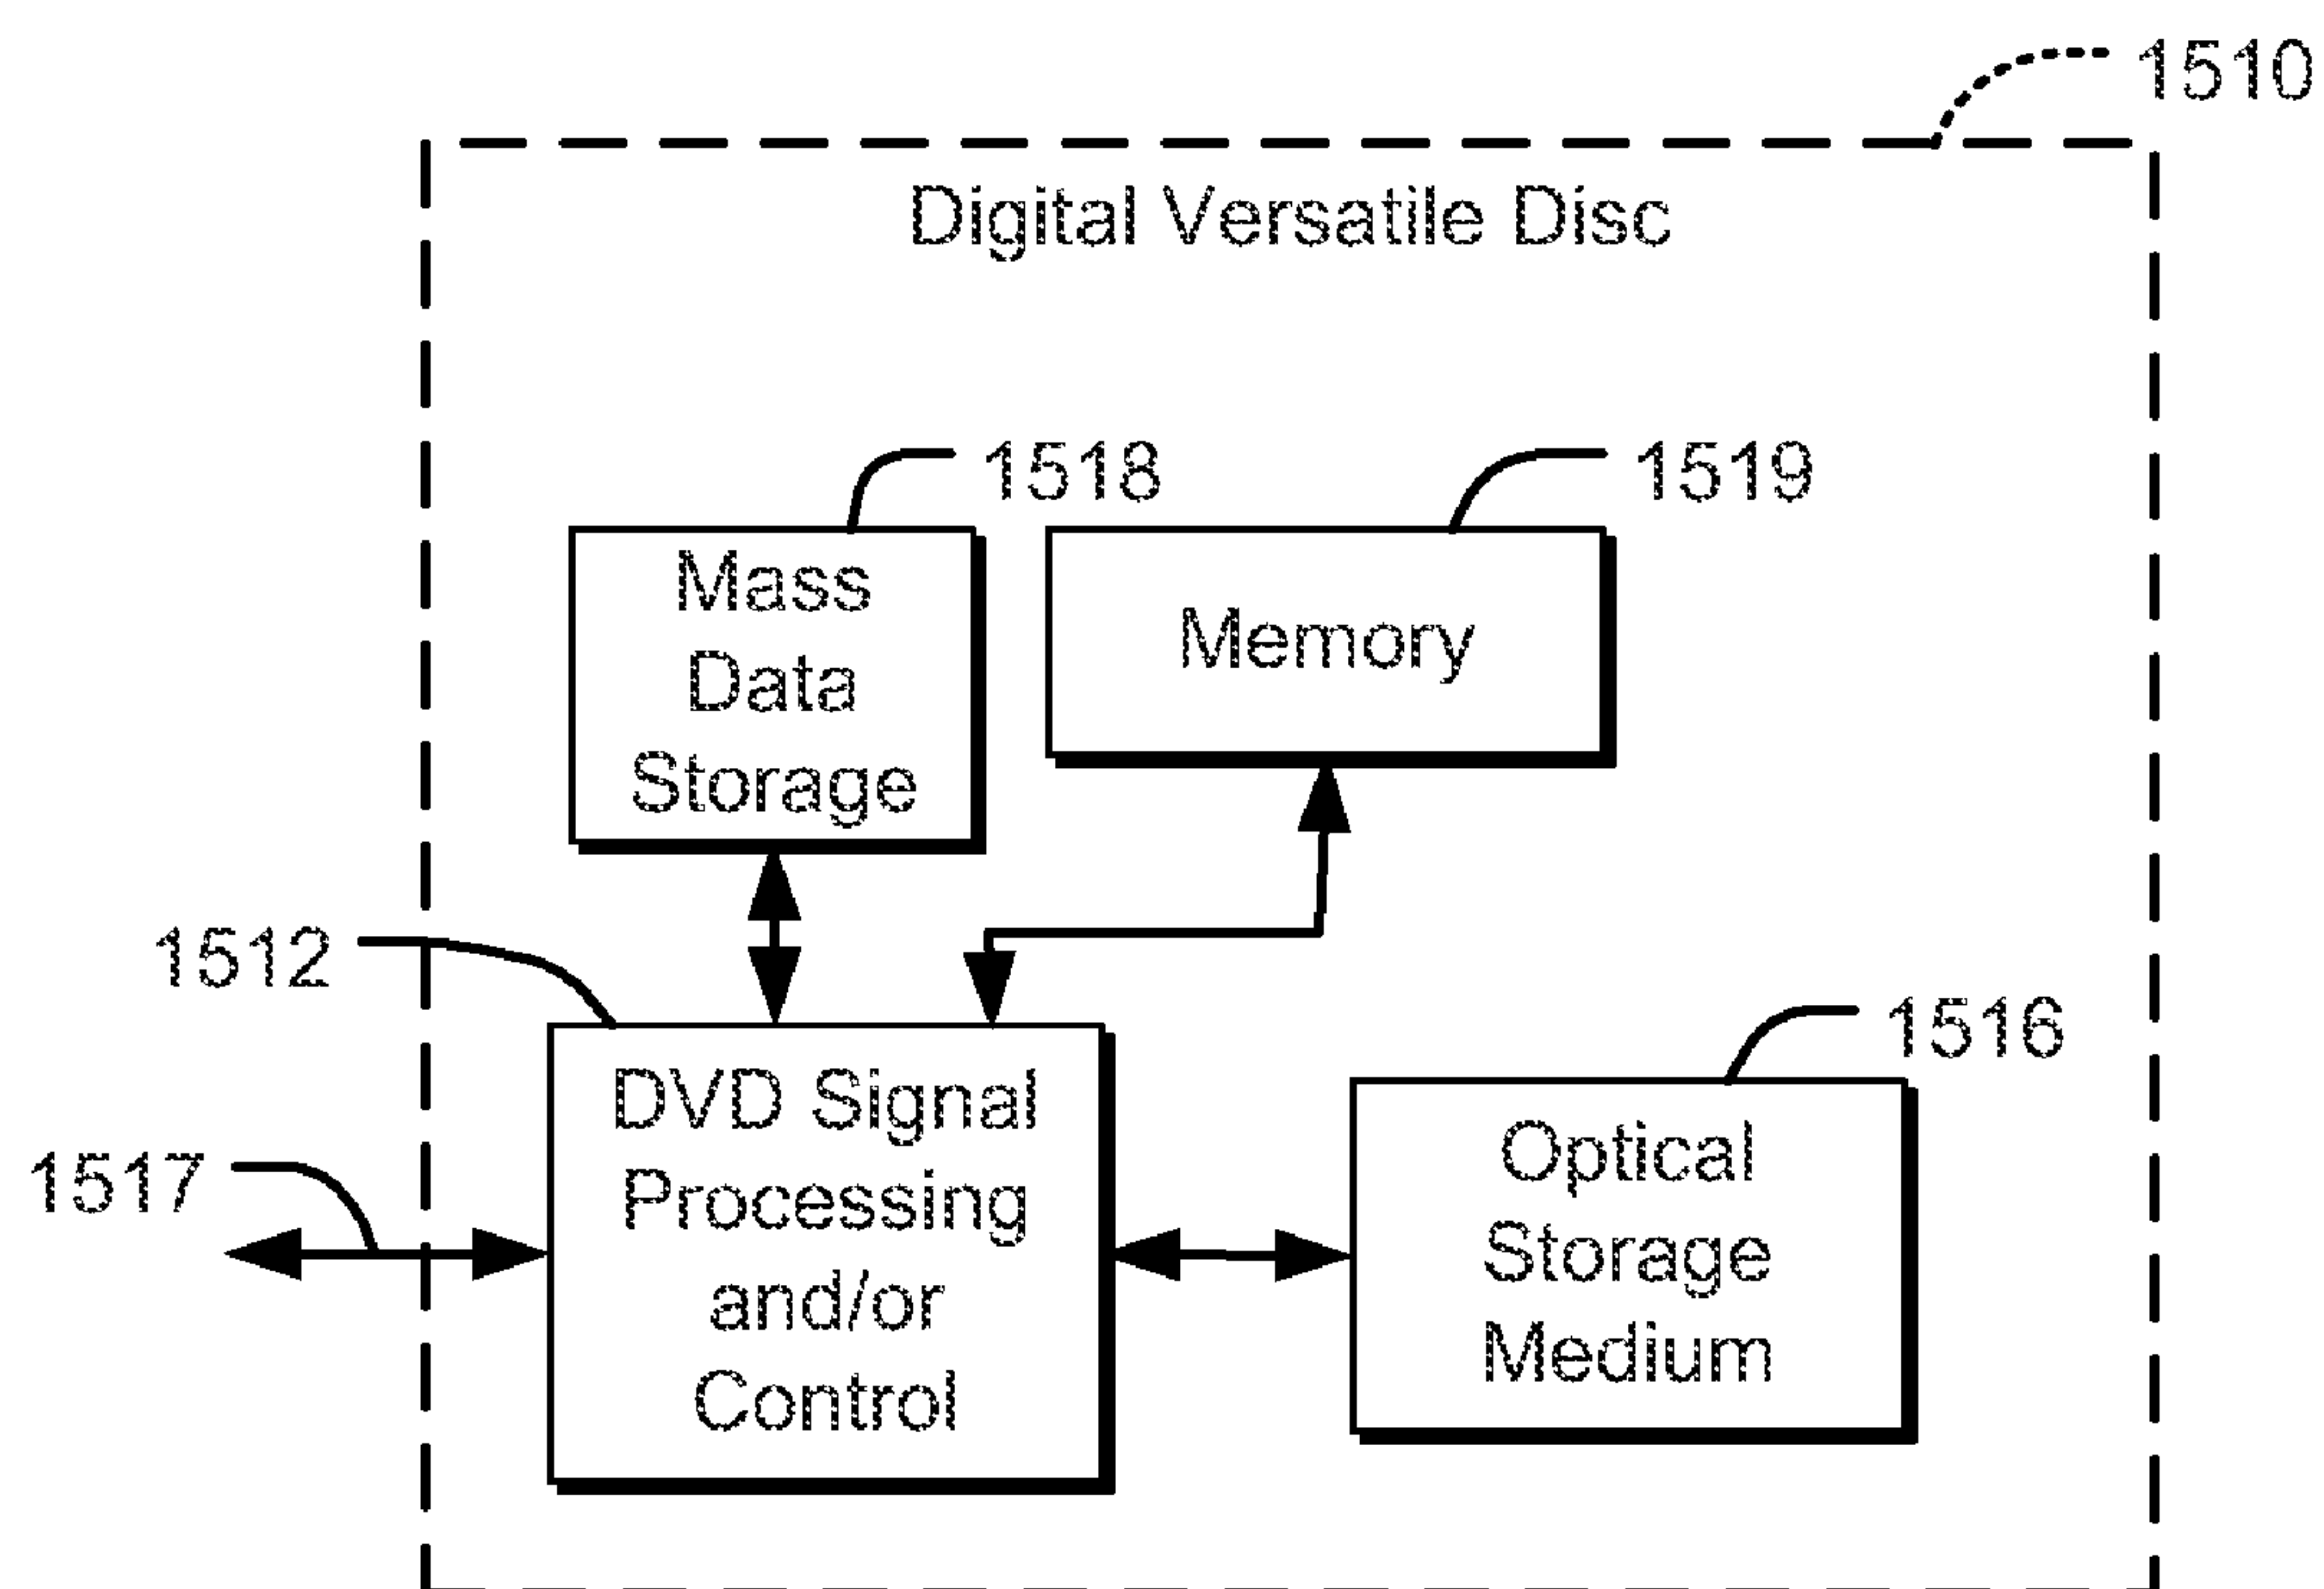 1510
Digital Versatile Disc
1518
1519
Mass
Data
Storage
Memory
1512
1516
DVD Signal
Processing
and/or
Control
Optical
Storage
Medium
1517